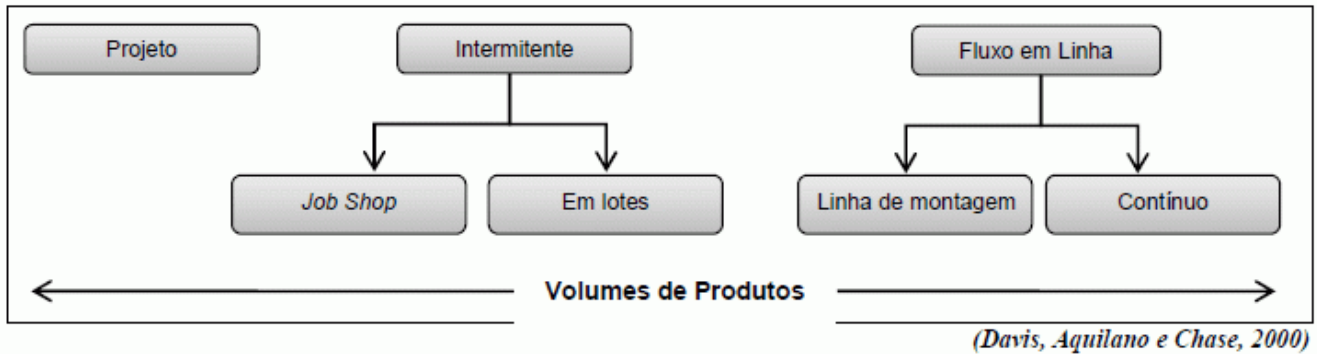 Projeto
Intermitente
Fluxo em Linha
Job Shop
Em lotes
Linha de montagem
Contínuo
Volumes de Produtos
(Davis, Aquilano e Chase, 2000)